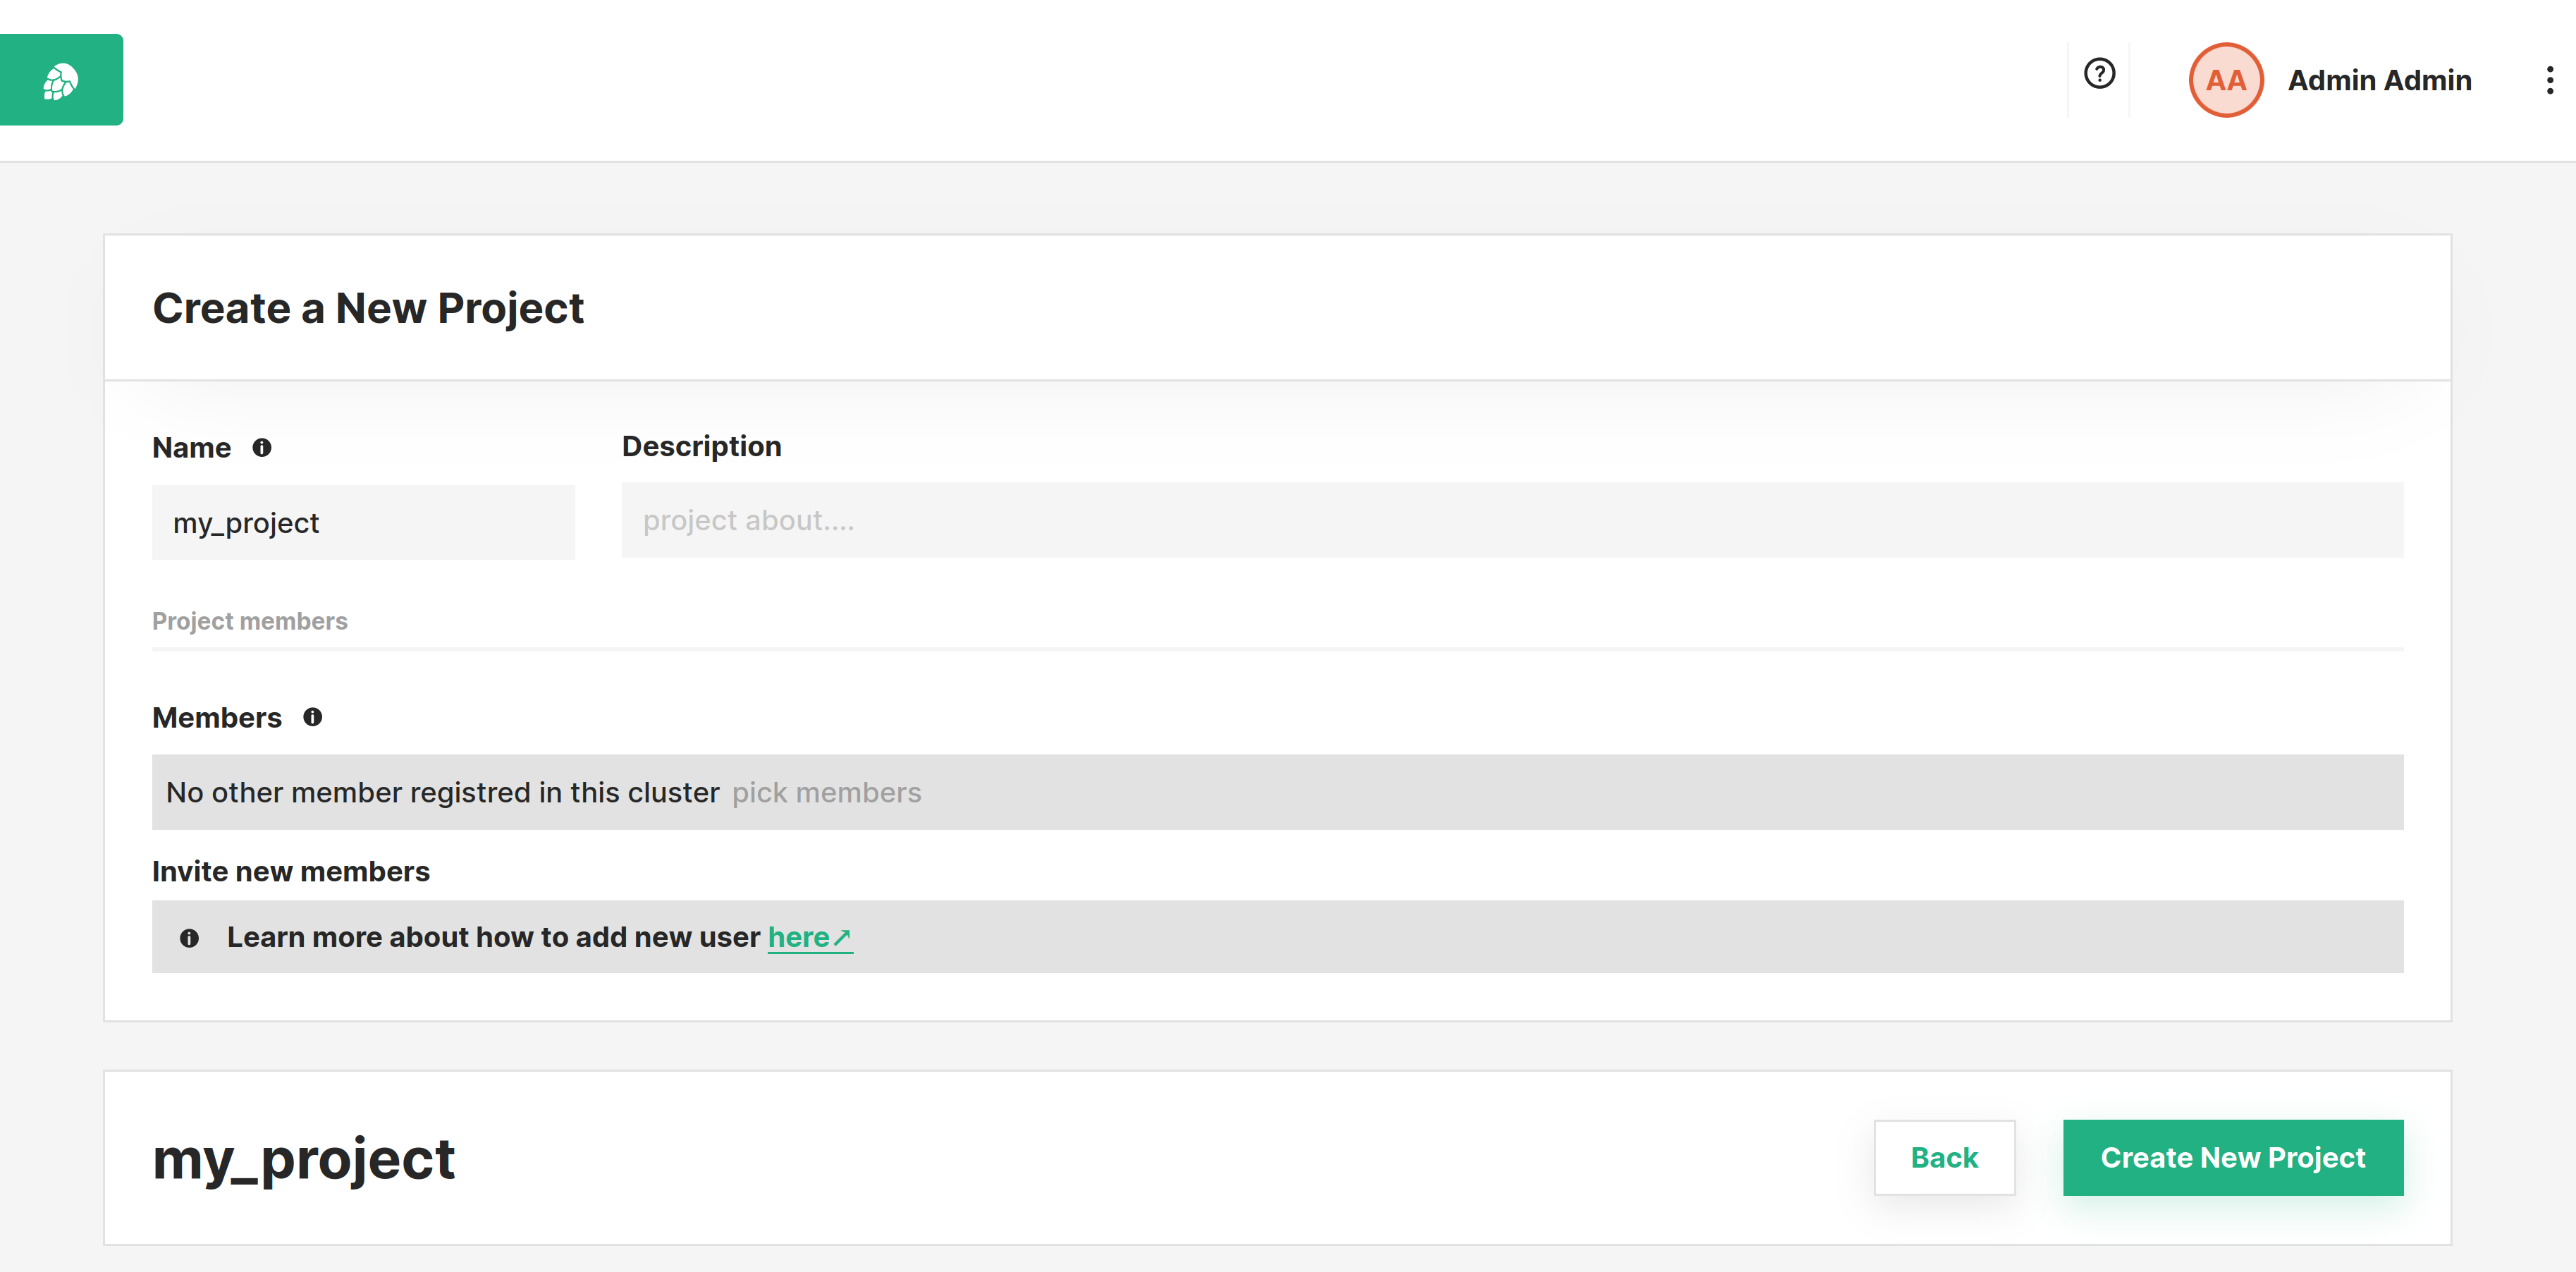 AA Admin Admin
Create a New Project
Name Description
my_project project about....
Project members
Members
No other member registred in this cluster pick members
Invite new members
Learn more about how to add new user here↗
my_project Back Create New Project